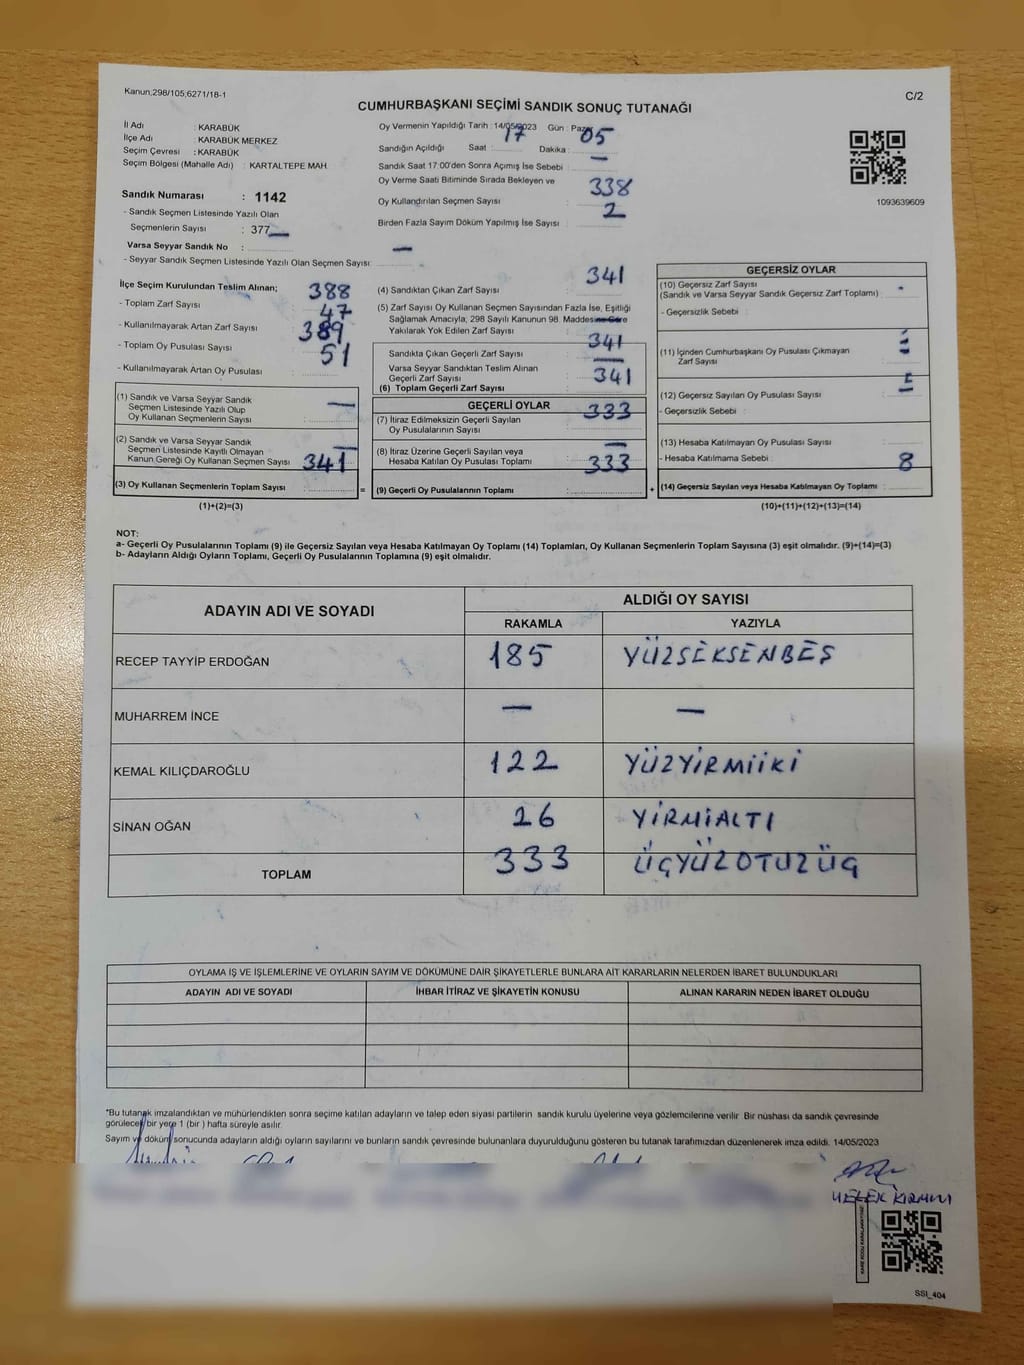 Kanun,298/105,6271/18-1
C/2
CUMHURBAŞKANI SEÇİMİ SANDIK SONUÇ TUTANAĞI
İl Adı : KARABÜK
İlçe Adı : KARABÜK MERKEZ
Seçim Çevresi : KARABÜK
Seçim Bölgesi (Mahalle Adı) : KARTALTEPE MAH
Sandık Numarası : 1142
- Sandık Seçmen Listesinde Yazılı Olan
Seçmenlerin Sayısı : 377
Varsa Seyyar Sandık No : —
- Seyyar Sandık Seçmen Listesinde Yazılı Olan Seçmen Sayısı:
Oy Vermenin Yapıldığı Tarih : 14/05/2023 Gün : Pazar
Sandığın Açıldığı Saat : 17 Dakika : 05
Sandık Saat 17:00'den Sonra Açımış İse Sebebi : —
Oy Verme Saati Bitiminde Sırada Bekleyen ve
Oy Kullandırılan Seçmen Sayısı : 338
Birden Fazla Sayım Döküm Yapılmış İse Sayısı : 2
1093639609
İlçe Seçim Kurulundan Teslim Alınan;
- Toplam Zarf Sayısı : 388
- Kullanılmayarak Artan Zarf Sayısı : 47
- Toplam Oy Pusulası Sayısı : 389
- Kullanılmayarak Artan Oy Pusulası : 51
(1) Sandık ve Varsa Seyyar Sandık
Seçmen Listesinde Yazılı Olup
Oy Kullanan Seçmenlerin Sayısı : —
(2) Sandık ve Varsa Seyyar Sandık
Seçmen Listesinde Kayıtlı Olmayan
Kanun Gereği Oy Kullanan Seçmen Sayısı : —
(3) Oy Kullanan Seçmenlerin Toplam Sayısı : 341
(1)+(2)=(3)
(4) Sandıktan Çıkan Zarf Sayısı : 341
(5) Zarf Sayısı Oy Kullanan Seçmen Sayısından Fazla İse, Eşitliği
Sağlamak Amacıyla; 298 Sayılı Kanunun 98. Maddesine Göre
Yakılarak Yok Edilen Zarf Sayısı : —
Sandıkta Çıkan Geçerli Zarf Sayısı : 341
Varsa Seyyar Sandıktan Teslim Alınan
Geçerli Zarf Sayısı : —
(6) Toplam Geçerli Zarf Sayısı : 341
GEÇERLİ OYLAR
(7) İtiraz Edilmeksizin Geçerli Sayılan
Oy Pusulalarının Sayısı : 333
(8) İtiraz Üzerine Geçerli Sayılan veya
Hesaba Katılan Oy Pusulası Toplamı : —
= (9) Geçerli Oy Pusulalarının Toplamı : 333
GEÇERSİZ OYLAR
(10) Geçersiz Zarf Sayısı
(Sandık ve Varsa Seyyar Sandık Geçersiz Zarf Toplamı) :
- Geçersizlik Sebebi :
(11) İçinden Cumhurbaşkanı Oy Pusulası Çıkmayan
Zarf Sayısı :
(12) Geçersiz Sayılan Oy Pusulası Sayısı :
- Geçersizlik Sebebi :
(13) Hesaba Katılmayan Oy Pusulası Sayısı :
- Hesaba Katılmama Sebebi :
+ (14) Geçersiz Sayılan veya Hesaba Katılmayan Oy Toplamı : 8
(10)+(11)+(12)+(13)=(14)
NOT:
a- Geçerli Oy Pusulalarının Toplamı (9) ile Geçersiz Sayılan veya Hesaba Katılmayan Oy Toplamı (14) Toplamları, Oy Kullanan Seçmenlerin Toplam Sayısına (3) eşit olmalıdır. (9)+(14)=(3)
b- Adayların Aldığı Oyların Toplamı, Geçerli Oy Pusulalarının Toplamına (9) eşit olmalıdır.
ADAYIN ADI VE SOYADI ALDIĞI OY SAYISI
RAKAMLA YAZIYLA
RECEP TAYYİP ERDOĞAN 185 YÜZSEKSENBEŞ
MUHARREM İNCE — —
KEMAL KILIÇDAROĞLU 122 YÜZYİRMİİKİ
SİNAN OĞAN 26 YİRMİALTI
TOPLAM 333 ÜÇYÜZOTUZÜÇ
OYLAMA İŞ VE İŞLEMLERİNE VE OYLARIN SAYIM VE DÖKÜMÜNE DAİR ŞİKAYETLERLE BUNLARA AİT KARARLARIN NELERDEN İBARET BULUNDUKLARI
ADAYIN ADI VE SOYADI İHBAR İTİRAZ VE ŞİKAYETİN KONUSU ALINAN KARARIN NEDEN İBARET OLDUĞU
*Bu tutanak imzalandıktan ve mühürlendikten sonra seçime katılan adayların ve talep eden siyasi partilerin sandık kurulu üyelerine veya gözlemcilerine verilir Bir nüshası da sandık çevresinde
görülecek bir yere 1 (bir ) hafta süreyle asılır
Sayım ve döküm sonucunda adayların aldığı oyların sayılarını ve bunların sandık çevresinde bulunanlara duyurulduğunu gösteren bu tutanak tarafımızdan düzenlenerek imza edildi. 14/05/2023
SSI_404